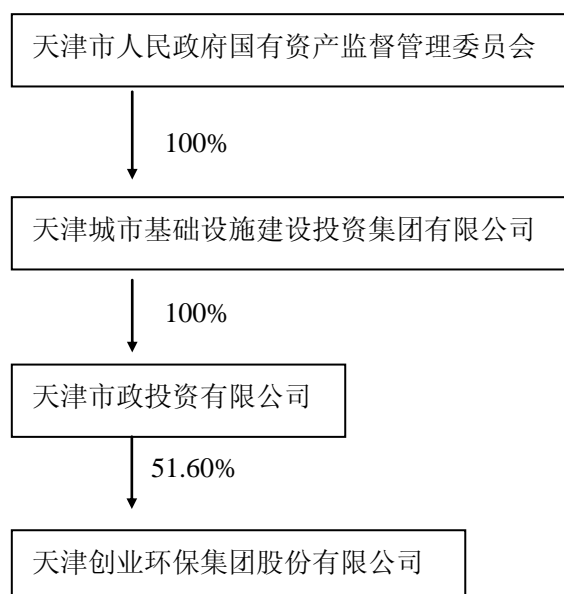 天津市人民政府国有资产监督管理委员会
100%
天津城市基础设施建设投资集团有限公司
100%
天津市政投资有限公司
51.60%
天津创业环保集团股份有限公司